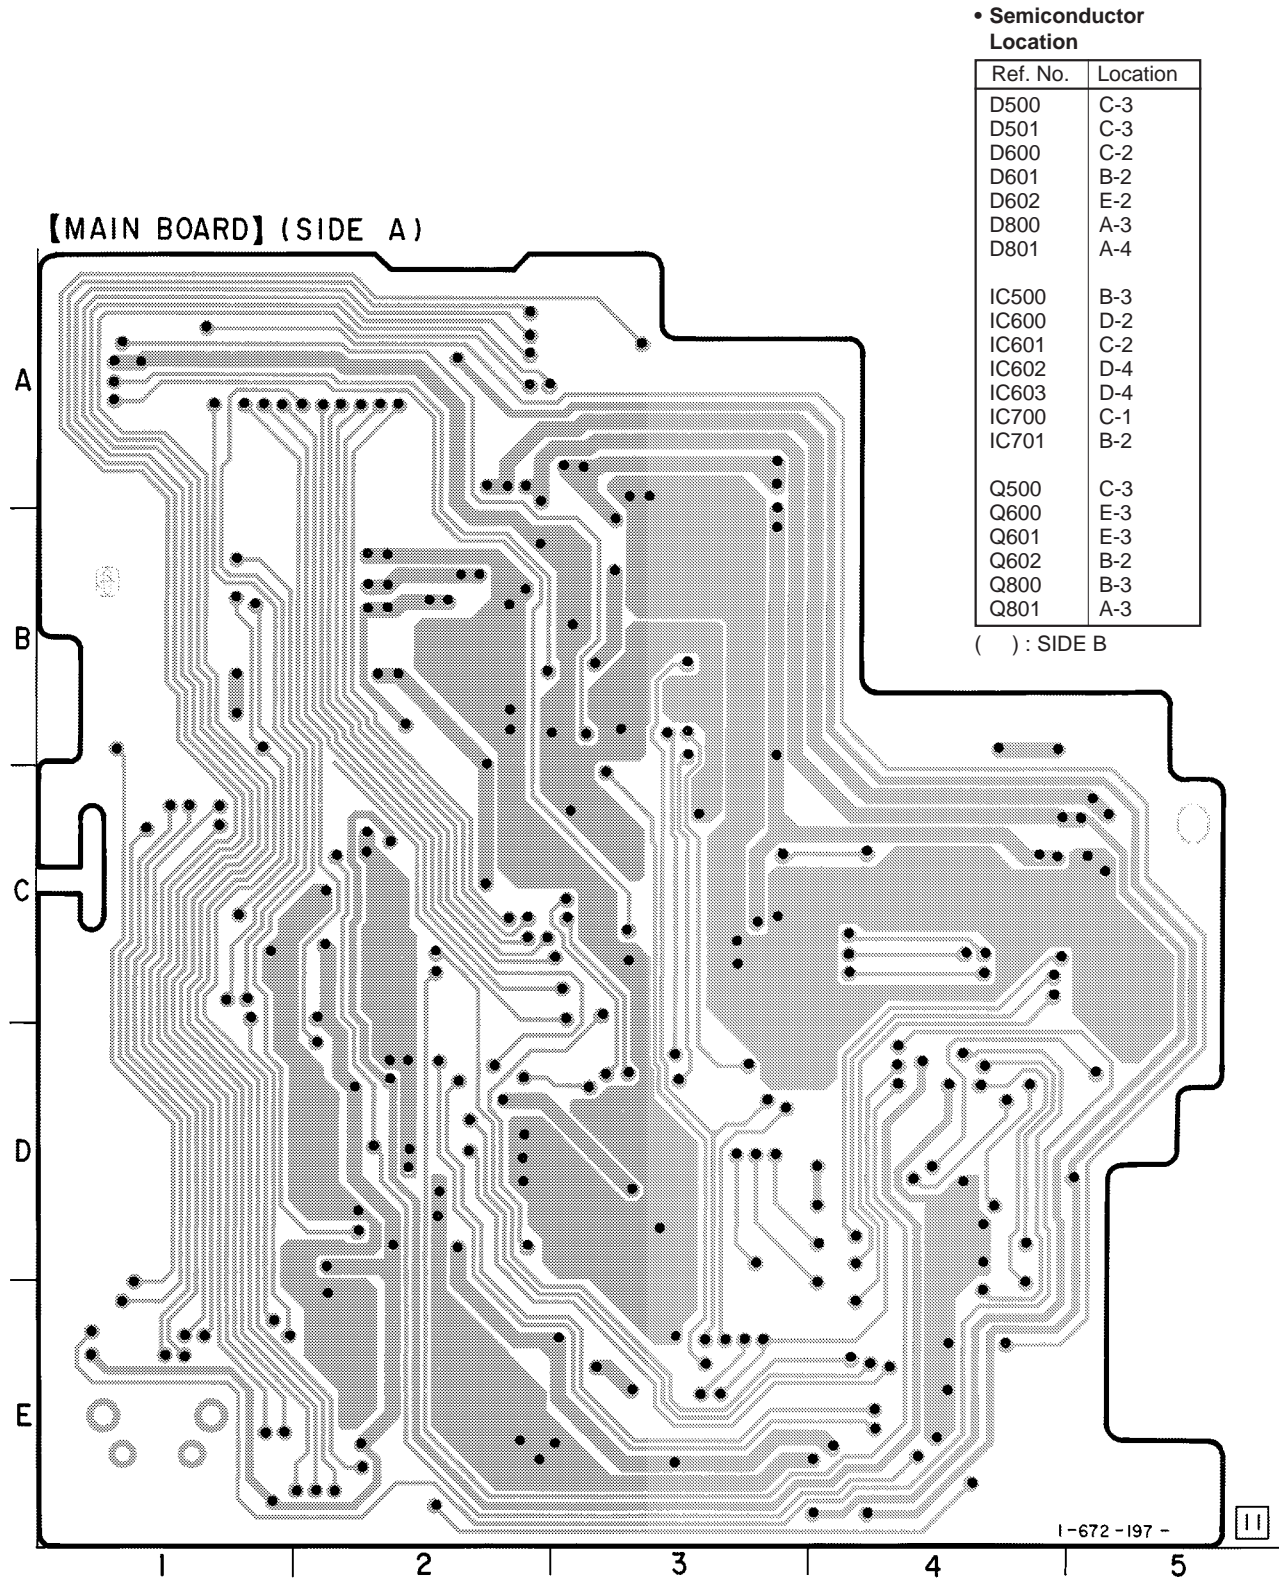 • Semiconductor
Location
Ref. No. Location
D500 C-3
D501 C-3
D600 C-2
D601 B-2
D602 E-2
D800 A-3
D801 A-4
IC500 B-3
IC600 D-2
IC601 C-2
IC602 D-4
IC603 D-4
IC700 C-1
IC701 B-2
Q500 C-3
Q600 E-3
Q601 E-3
Q602 B-2
Q800 B-3
Q801 A-3
( ) : SIDE B
【MAIN BOARD】 (SIDE A)
A
B
C
D
E
1-672-197-
11
1 2 3 4 5